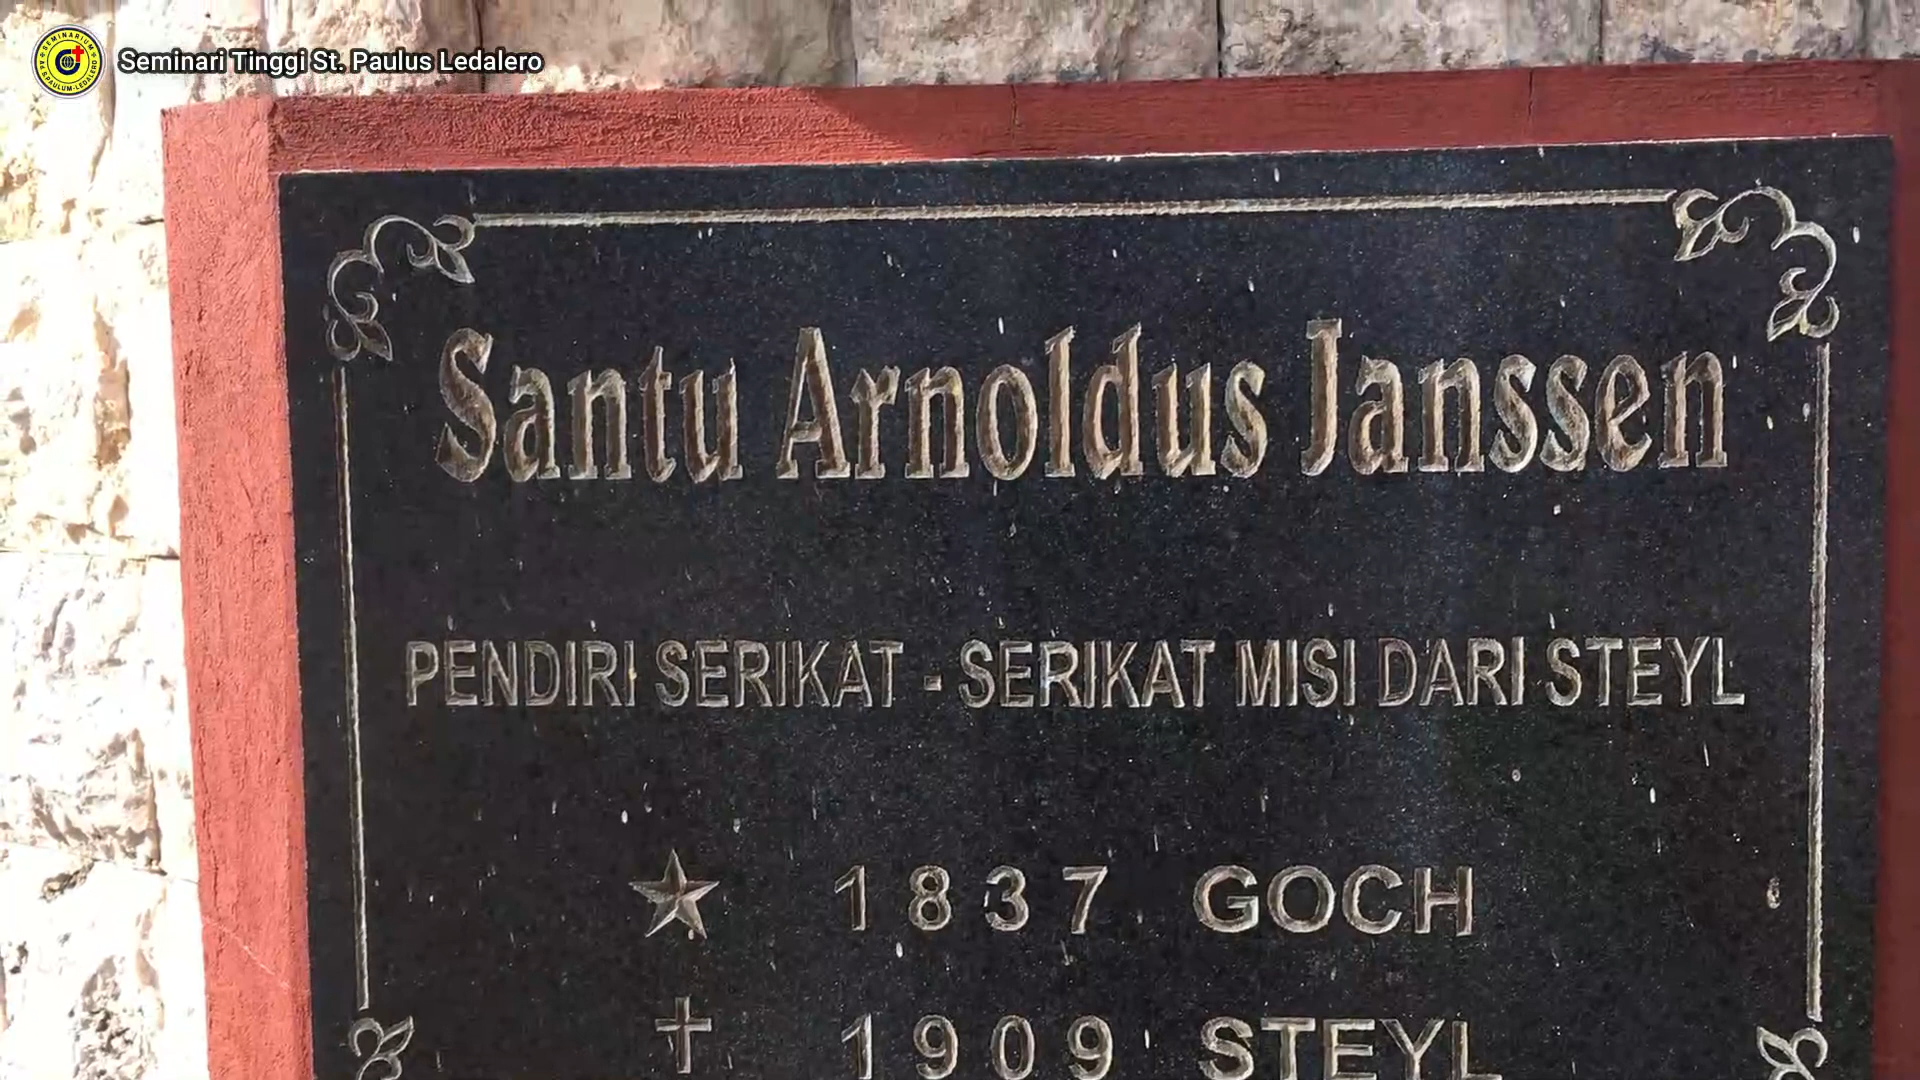 Seminari Tinggi St. Paulus Ledalero
Santu Arnoldus Janssen
PENDIRI SERIKAT - SERIKAT MISI DARI STEYL
1837 GOCH
1909 STEYL